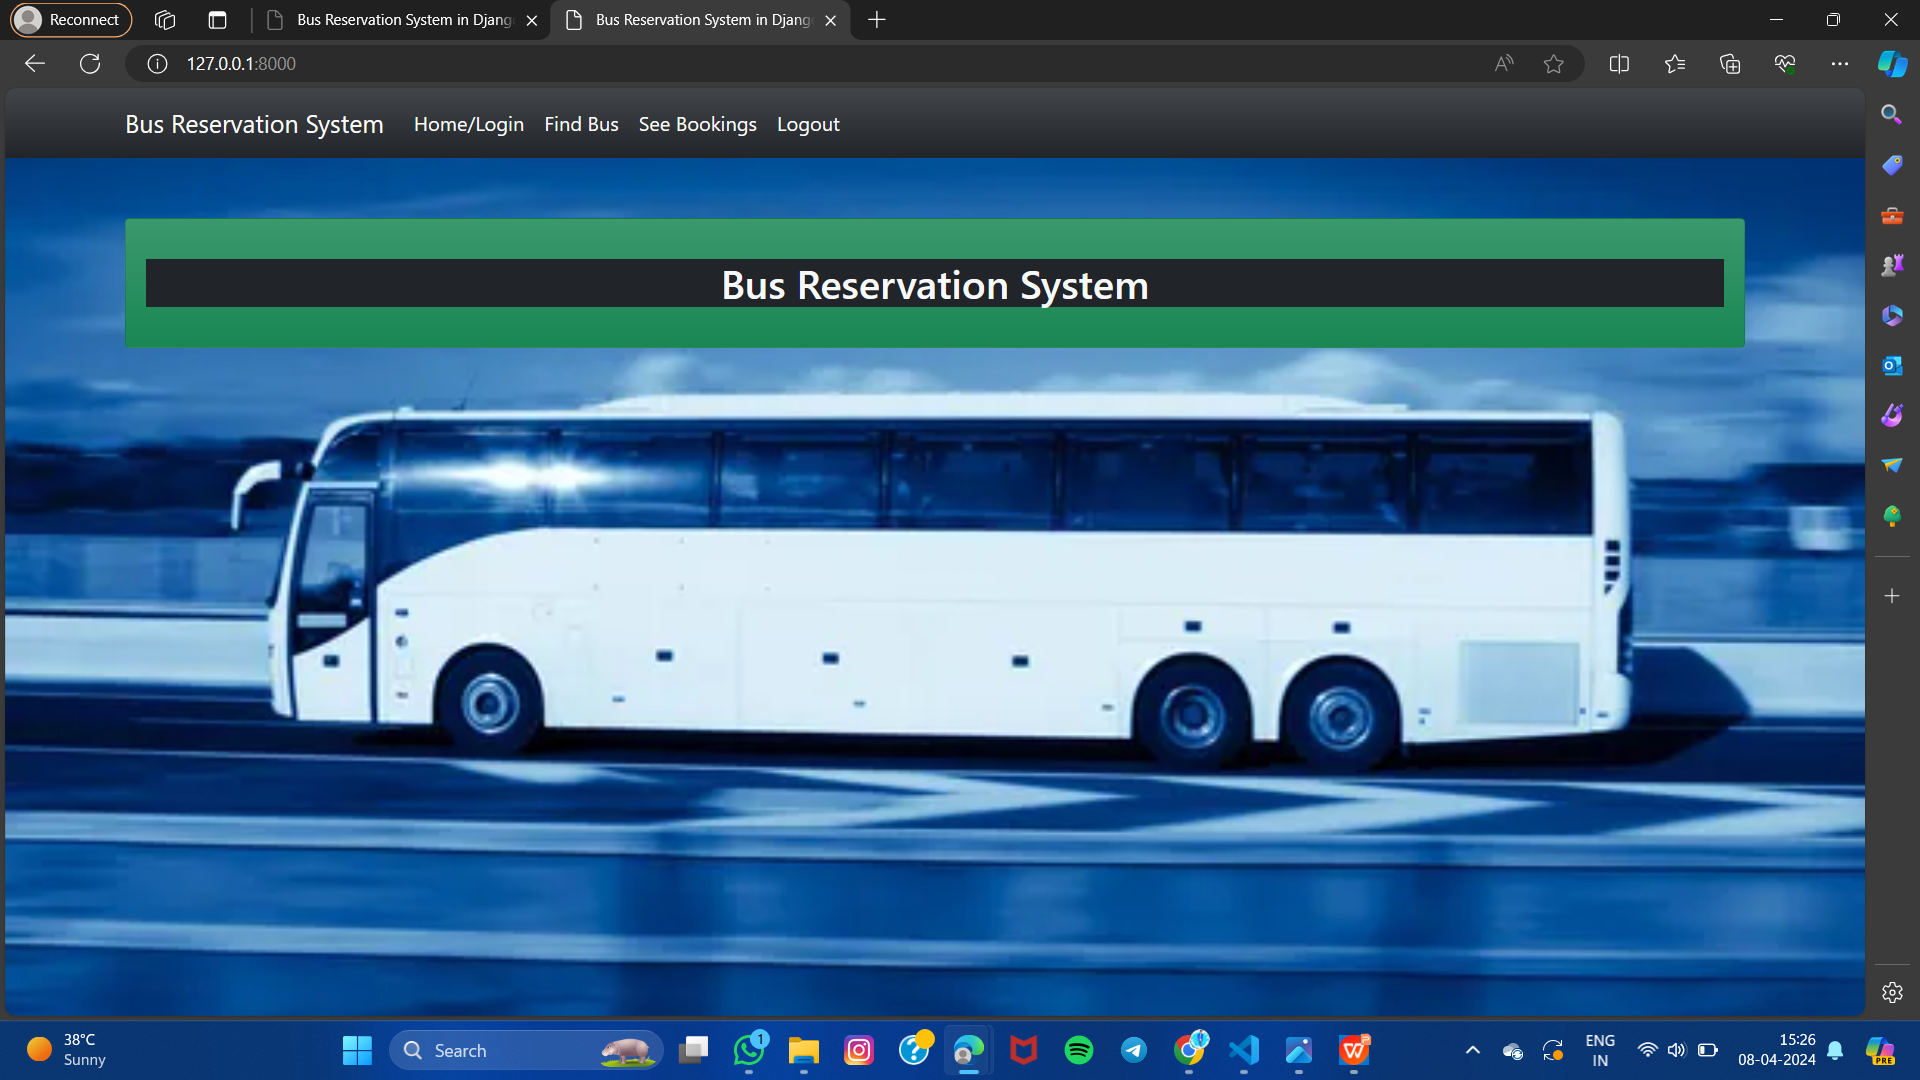 Reconnect
Bus Reservation System in Djang
Bus Reservation System in Djang
127.0.0.1:8000
Bus Reservation System
Home/Login
Find Bus
See Bookings
Logout
Bus Reservation System
38°C
Sunny
Search
1
ENG
IN
15:26
08-04-2024
PRE